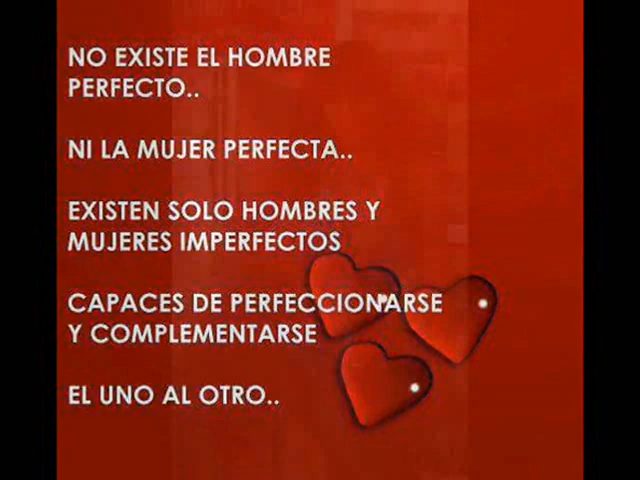 NO EXISTE EL HOMBRE
PERFECTO..
NI LA MUJER PERFECTA..
EXISTEN SOLO HOMBRES Y
MUJERES IMPERFECTOS
CAPACES DE PERFECCIONARSE
Y COMPLEMENTARSE
EL UNO AL OTRO..